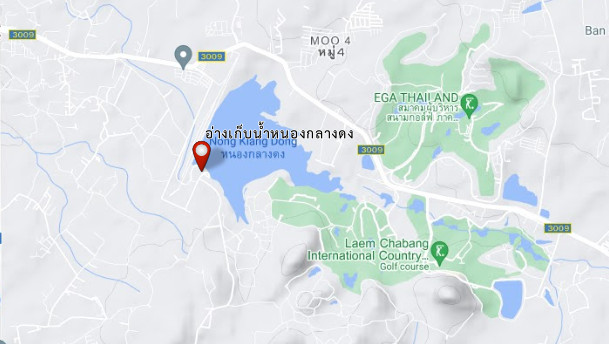 3009
3009
MOO 4
หมู่4
Ban
EGA THAILAND
สมาคมผู้บริหาร
สนามกอล์ฟ ภาค...
อ่างเก็บน้ำหนองกลางดง
Nong Klang Dong
หนองกลางดง
3009
3009
Laem Chabang
International Country...
Golf course